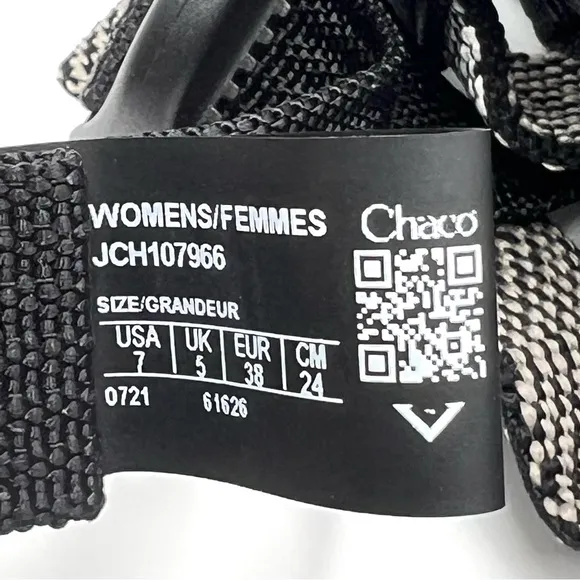 WOMENS/FEMMES
Chaco
JCH107966
SIZE/GRANDEUR
USA UK EUR CM
7 5 38 24
0721 61626